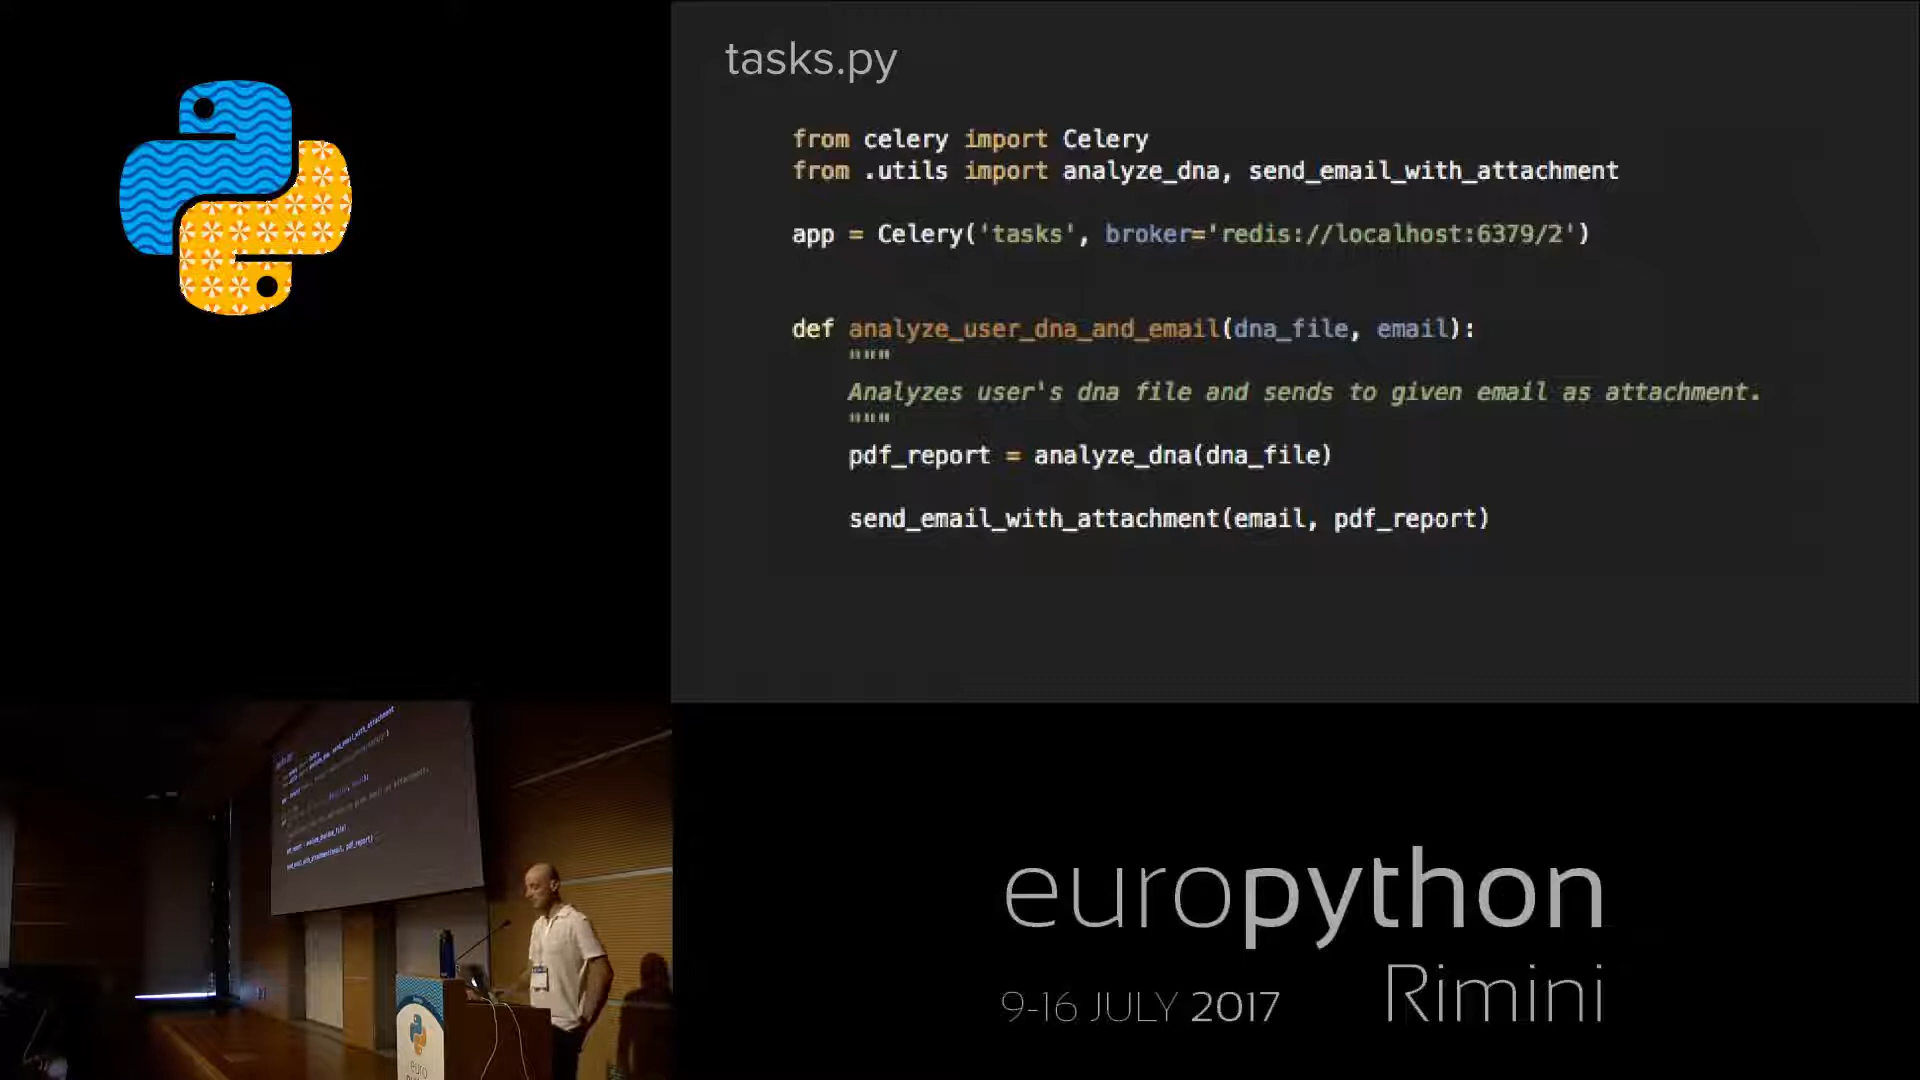 tasks.py
from celery import Celery
from .utils import analyze_dna, send_email_with_attachment
app = Celery('tasks', broker='redis://localhost:6379/2')
def analyze_user_dna_and_email(dna_file, email):
"""
Analyzes user's dna file and sends to given email as attachment.
"""
pdf_report = analyze_dna(dna_file)
send_email_with_attachment(email, pdf_report)
europython
9-16 JULY 2017 Rimini
euro